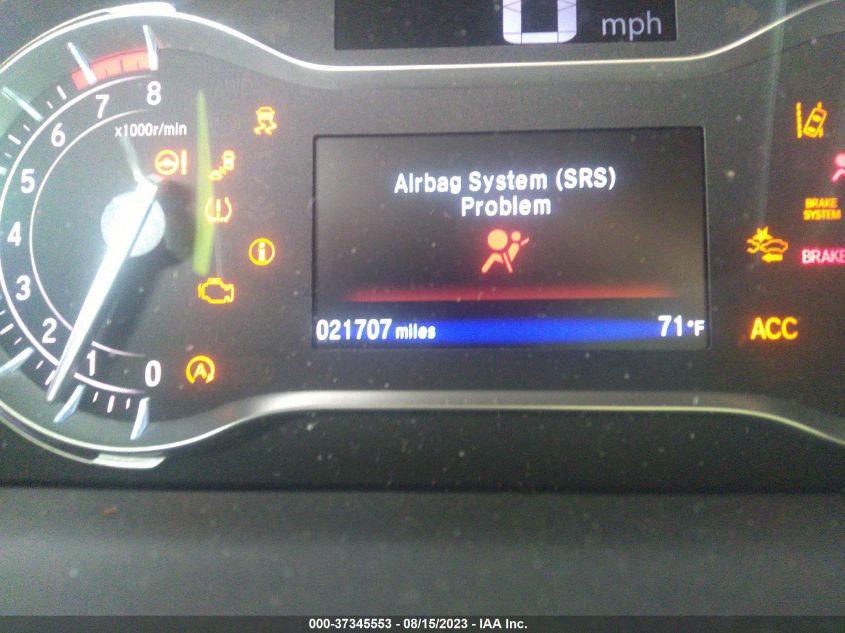 mph
8
7
6
5
4
3
2
1
0
x1000r/min
Airbag System (SRS)
Problem
021707 miles
71°F
BRAKE
SYSTEM
BRAKE
ACC
A
000-37345553 - 08/15/2023 - IAA Inc.